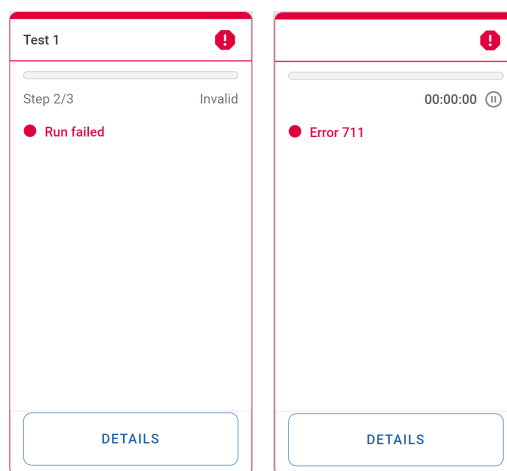 Test 1
Step 2/3 Invalid
Run failed
DETAILS
00:00:00
Error 711
DETAILS